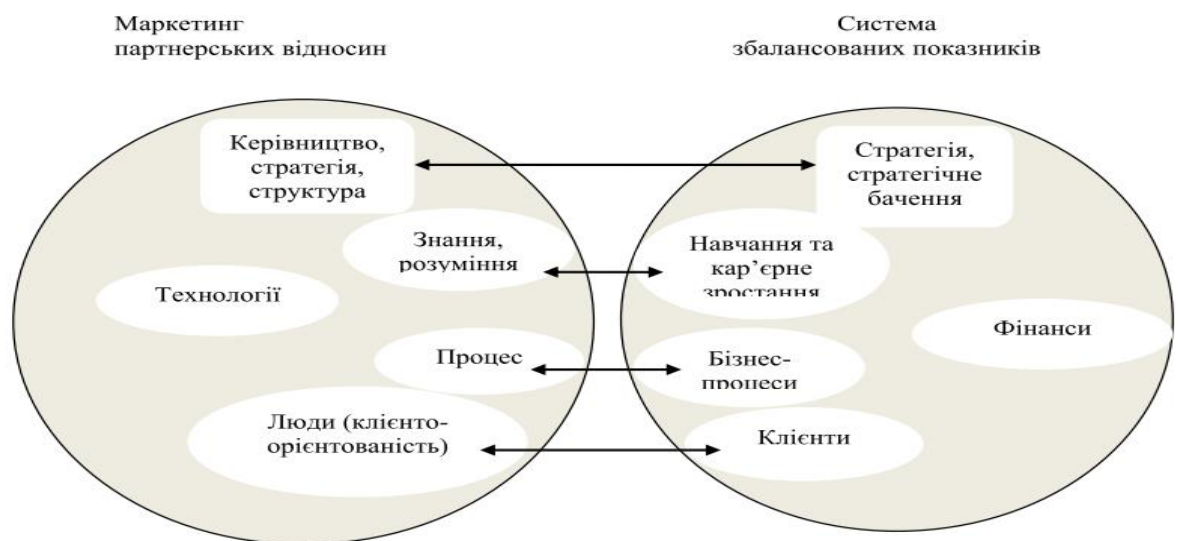 Маркетинг
партнерських відносин
Система
збалансованих показників
Керівництво,
стратегія,
структура
Стратегія,
стратегічне
бачення
Знання,
розуміння
Навчання та
кар’єрне
зростання
Технології
Фінанси
Процес
Бізнес-
процеси
Люди (клієнто-
орієнтованість)
Клієнти